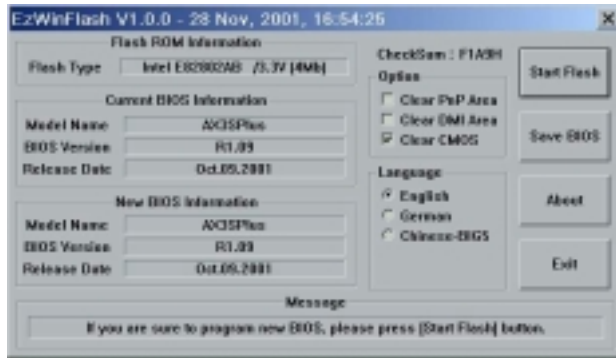 EzWinFlash V1.0.0 - 28 Nov, 2001, 16:54:25
Flash ROM Information
Flash Type Intel E82802AB /3.3V (4Mb)
Current BIOS Information
Model Name AX3SPlus
BIOS Version R1.09
Release Date Oct.09.2001
New BIOS Information
Model Name AX3SPlus
BIOS Version R1.09
Release Date Oct.09.2001
CheckSum : F1A9H
Option
Clear PnP Area
Clear DMI Area
Clear CMOS
Language
English
German
Chinese-BIG5
Start Flash
Save BIOS
About
Exit
Message
If you are sure to program new BIOS, please press [Start Flash] button.